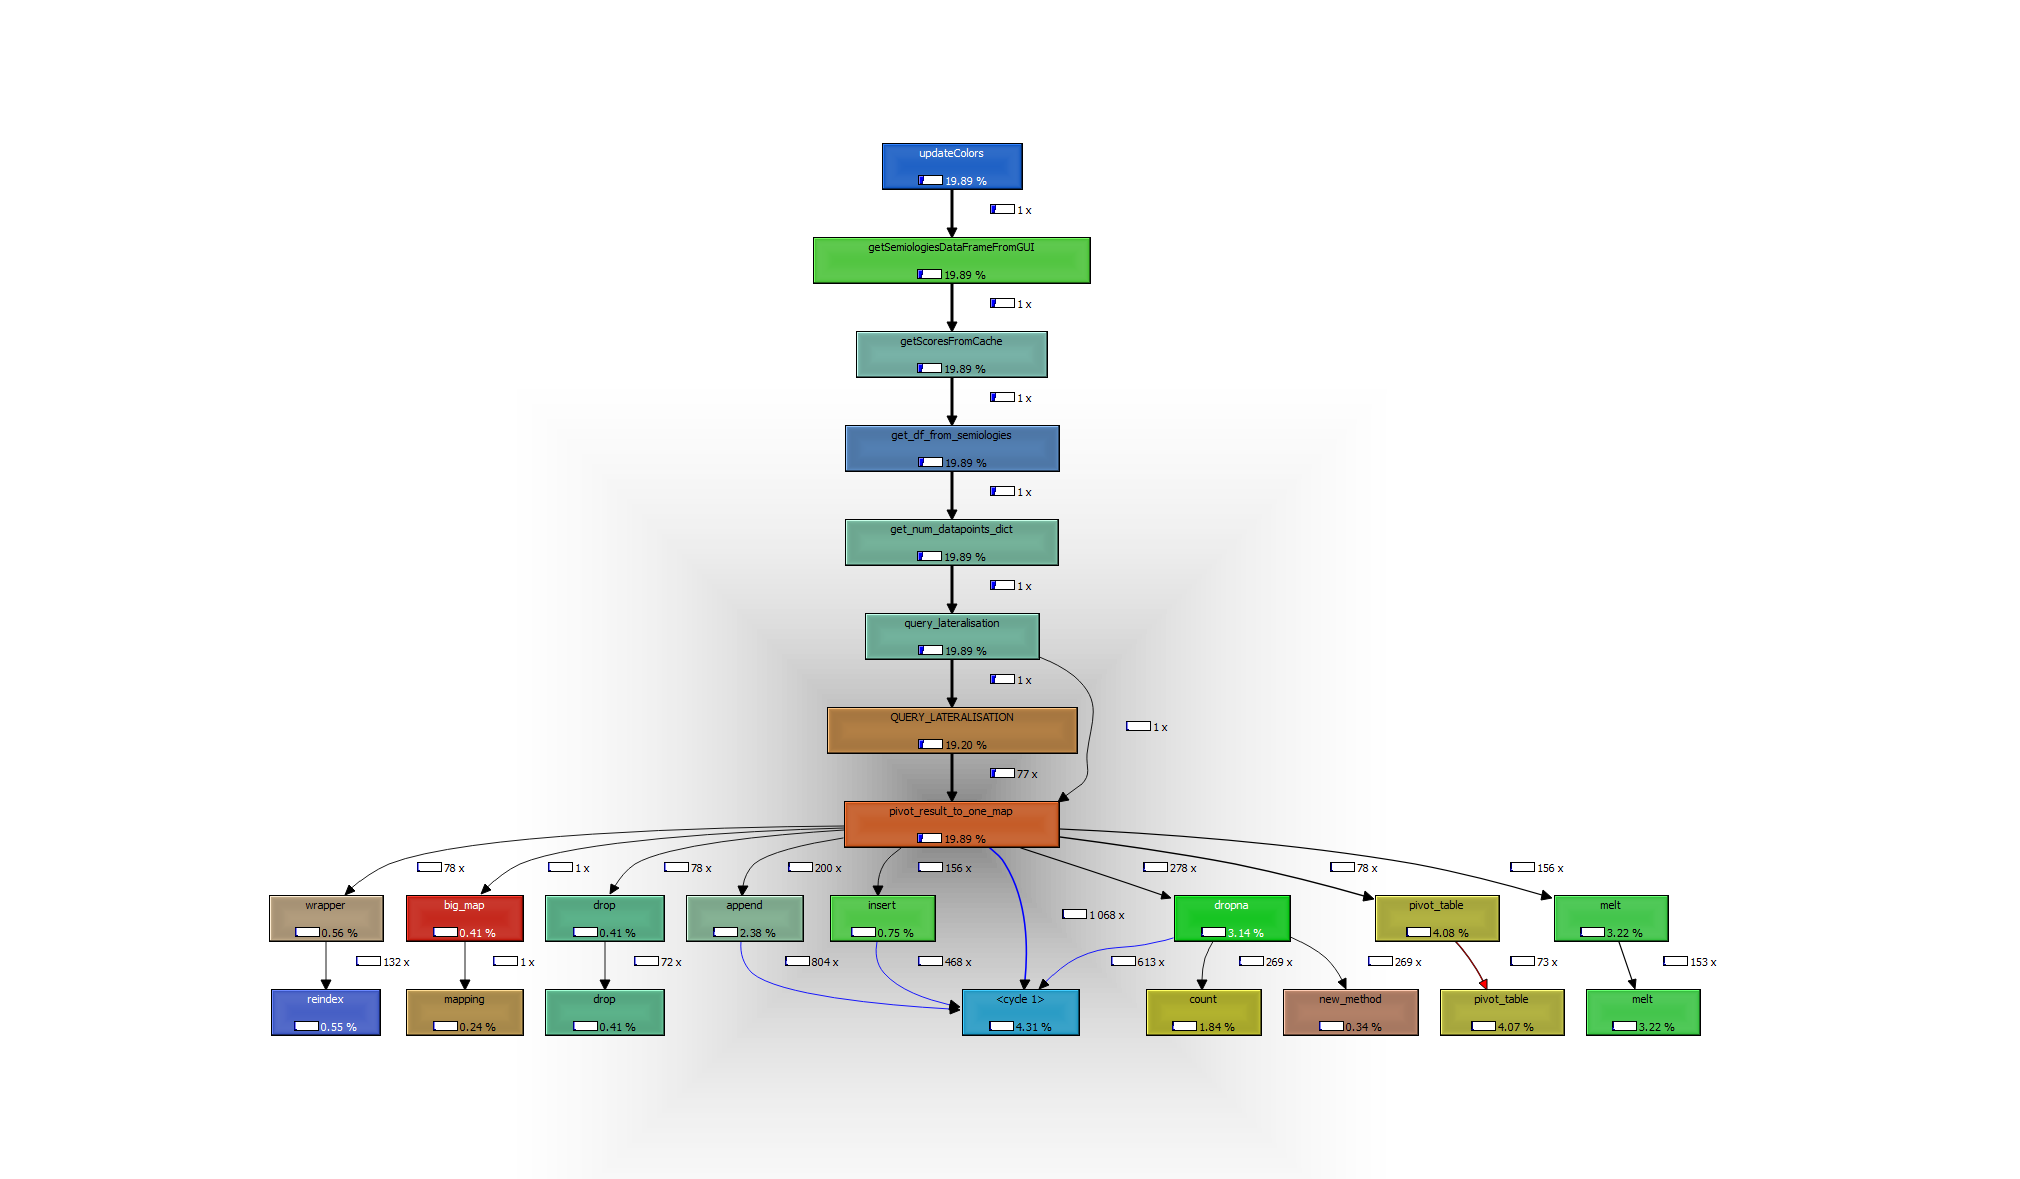 updateColors
19.89 %
1 x
getSemiologiesDataFrameFromGUI
19.89 %
1 x
getScoresFromCache
19.89 %
1 x
get_df_from_semiologies
19.89 %
1 x
get_num_datapoints_dict
19.89 %
1 x
query_lateralisation
19.89 %
1 x
QUERY_LATERALISATION
19.20 %
1 x
77 x
pivot_result_to_one_map
19.89 %
78 x
1 x
78 x
200 x
156 x
278 x
78 x
156 x
wrapper
0.56 %
big_map
0.41 %
drop
0.41 %
append
2.38 %
insert
0.75 %
1 068 x
dropna
3.14 %
pivot_table
4.08 %
melt
3.22 %
132 x
1 x
72 x
804 x
468 x
613 x
269 x
269 x
73 x
153 x
reindex
0.55 %
mapping
0.24 %
drop
0.41 %
<cycle 1>
4.31 %
count
1.84 %
new_method
0.34 %
pivot_table
4.07 %
melt
3.22 %